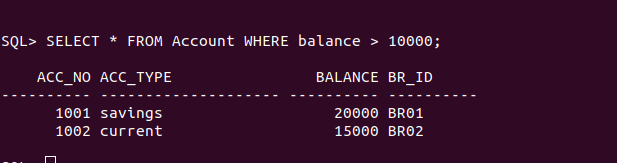 SQL> SELECT * FROM Account WHERE balance > 10000;
    ACC_NO ACC_TYPE                BALANCE BR_ID
---------- -------------------- ---------- ----------
      1001 savings                   20000 BR01
      1002 current                   15000 BR02